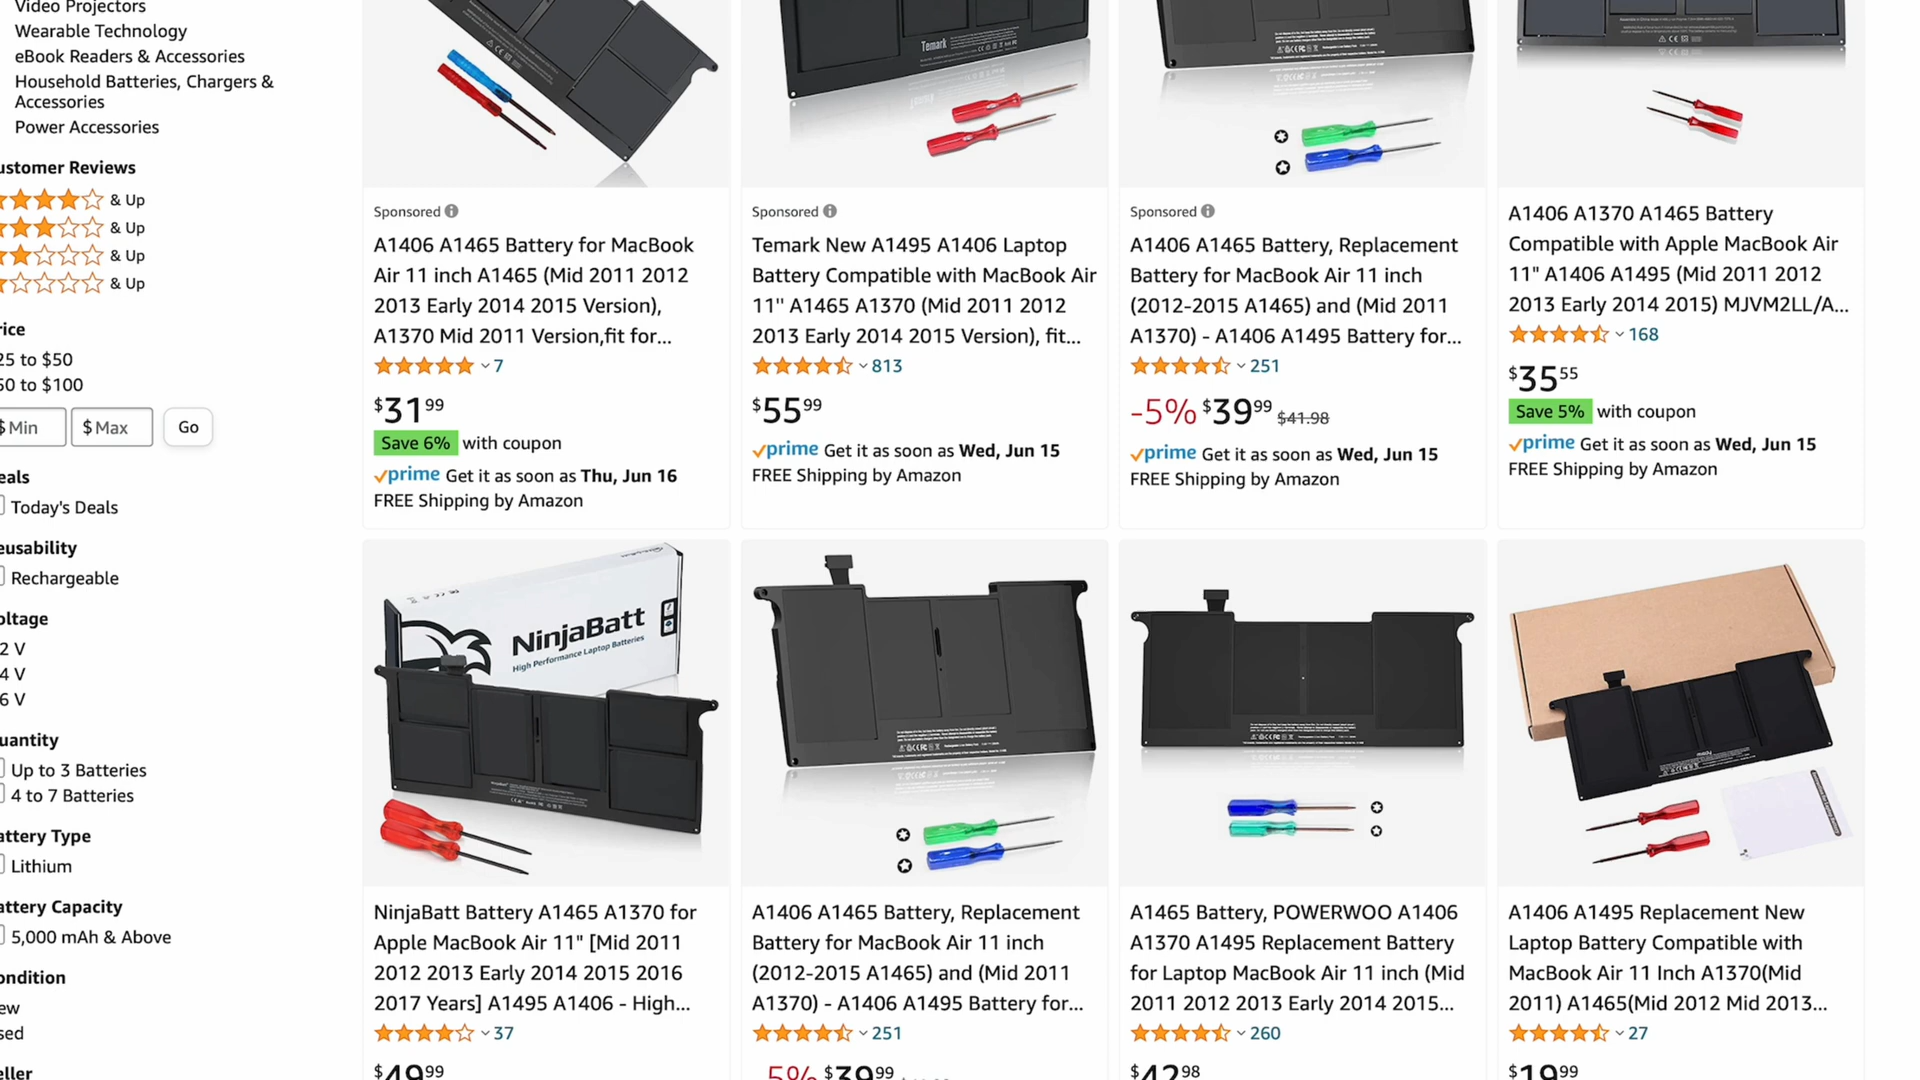 Video Projectors
Wearable Technology
eBook Readers & Accessories
Household Batteries, Chargers &
Accessories
Power Accessories
ustomer Reviews
& Up
& Up
& Up
& Up
rice
25 to $50
50 to $100
$ Min
$ Max
Go
eals
Today's Deals
eusability
Rechargeable
oltage
2 V
4 V
6 V
uantity
Up to 3 Batteries
4 to 7 Batteries
attery Type
Lithium
attery Capacity
5,000 mAh & Above
ondition
ew
sed
eller
Sponsored
A1406 A1465 Battery for MacBook
Air 11 inch A1465 (Mid 2011 2012
2013 Early 2014 2015 Version),
A1370 Mid 2011 Version,fit for...
7
$31.99
Save 6% with coupon
prime Get it as soon as Thu, Jun 16
FREE Shipping by Amazon
Temark
Sponsored
Temark New A1495 A1406 Laptop
Battery Compatible with MacBook Air
11'' A1465 A1370 (Mid 2011 2012
2013 Early 2014 2015 Version), fit...
813
$55.99
prime Get it as soon as Wed, Jun 15
FREE Shipping by Amazon
Sponsored
A1406 A1465 Battery, Replacement
Battery for MacBook Air 11 inch
(2012-2015 A1465) and (Mid 2011
A1370) - A1406 A1495 Battery for...
251
-5% $39.99 $41.98
prime Get it as soon as Wed, Jun 15
FREE Shipping by Amazon
A1406 A1370 A1465 Battery
Compatible with Apple MacBook Air
11" A1406 A1495 (Mid 2011 2012
2013 Early 2014 2015) MJVM2LL/A...
168
$35.55
Save 5% with coupon
prime Get it as soon as Wed, Jun 15
FREE Shipping by Amazon
NinjaBatt
High Performance Laptop Batteries
NinjaBatt Battery A1465 A1370 for
Apple MacBook Air 11" [Mid 2011
2012 2013 Early 2014 2015 2016
2017 Years] A1495 A1406 - High...
37
$49.99
A1406 A1465 Battery, Replacement
Battery for MacBook Air 11 inch
(2012-2015 A1465) and (Mid 2011
A1370) - A1406 A1495 Battery for...
251
-5% $39.99
A1465 Battery, POWERWOO A1406
A1370 A1495 Replacement Battery
for Laptop MacBook Air 11 inch (Mid
2011 2012 2013 Early 2014 2015...
260
$42.98
A1406 A1495 Replacement New
Laptop Battery Compatible with
MacBook Air 11 Inch A1370(Mid
2011) A1465(Mid 2012 Mid 2013...
27
$19.99